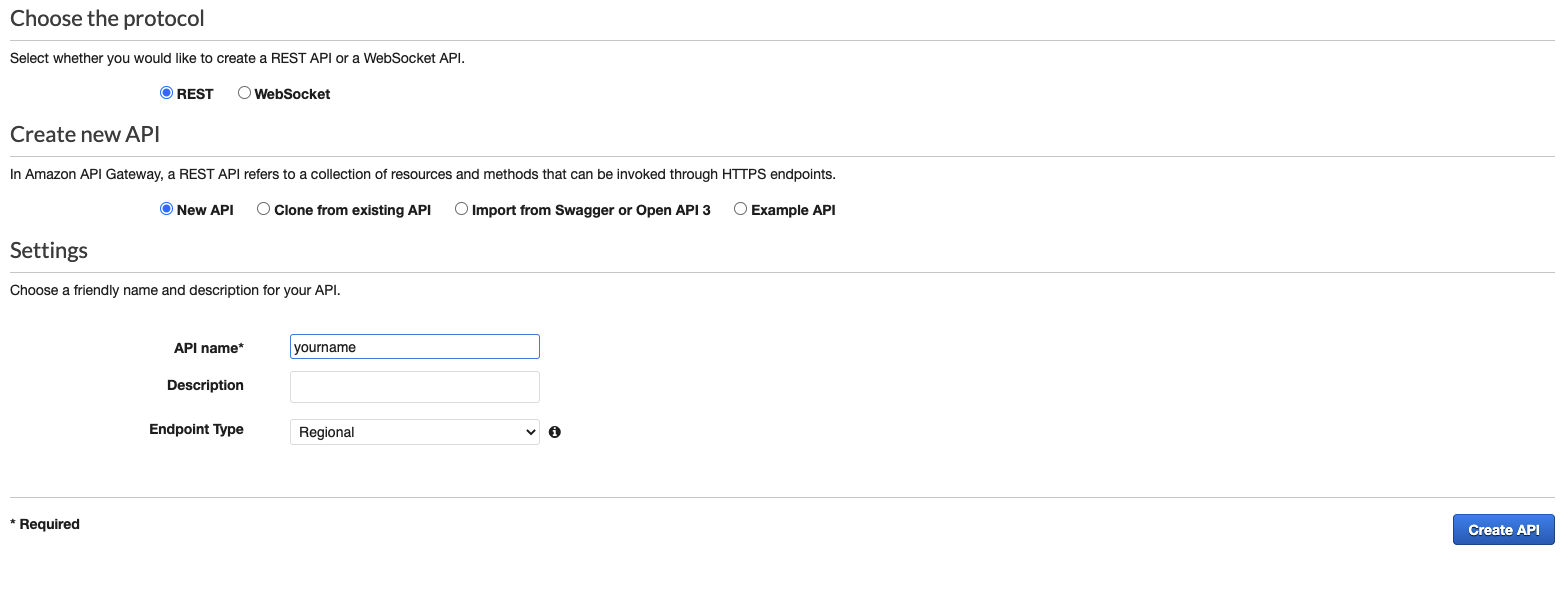 Choose the protocol
Select whether you would like to create a REST API or a WebSocket API.
REST WebSocket
Create new API
In Amazon API Gateway, a REST API refers to a collection of resources and methods that can be invoked through HTTPS endpoints.
New API Clone from existing API Import from Swagger or Open API 3 Example API
Settings
Choose a friendly name and description for your API.
API name* yourname
Description
Endpoint Type Regional
* Required Create API